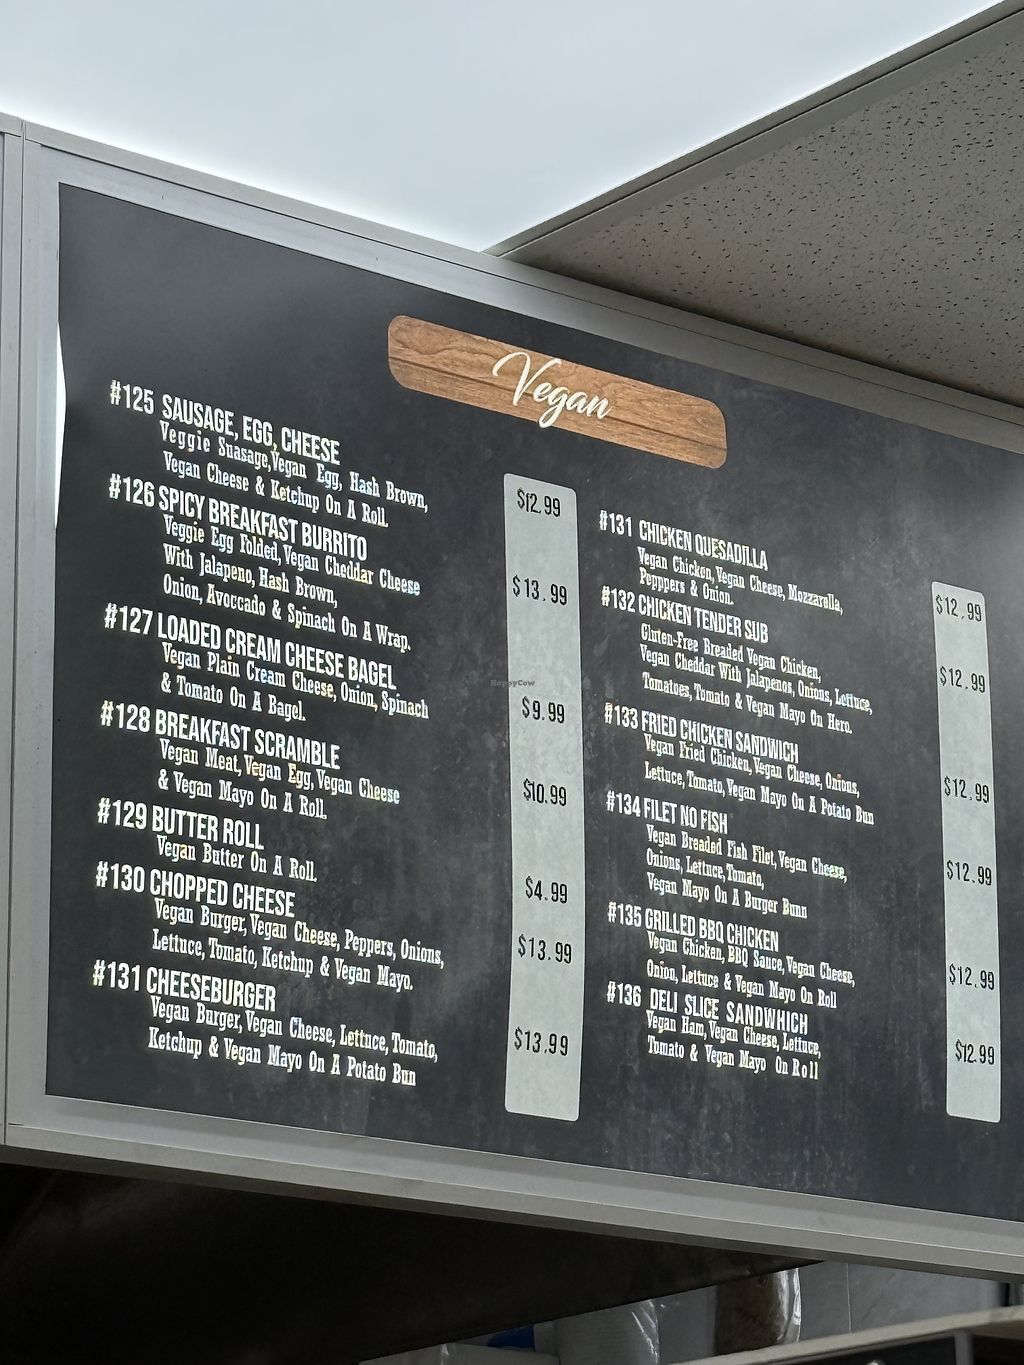 Vegan
#125 SAUSAGE, EGG, CHEESE
Veggie Suasage,Vegan Egg, Hash Brown,
Vegan Cheese & Ketchup On A Roll.
$12.99
#126 SPICY BREAKFAST BURRITO
Veggie Egg Folded, Vegan Cheddar Cheese
With Jalapeno, Hash Brown,
Onion, Avoccado & Spinach On A Wrap.
$13.99
#127 LOADED CREAM CHEESE BAGEL
Vegan Plain Cream Cheese, Onion, Spinach
& Tomato On A Bagel.
$9.99
#128 BREAKFAST SCRAMBLE
Vegan Meat, Vegan Egg, Vegan Cheese
& Vegan Mayo On A Roll.
$10.99
#129 BUTTER ROLL
Vegan Butter On A Roll.
$4.99
#130 CHOPPED CHEESE
Vegan Burger, Vegan Cheese, Peppers, Onions,
Lettuce, Tomato, Ketchup & Vegan Mayo.
$13.99
#131 CHEESEBURGER
Vegan Burger, Vegan Cheese, Lettuce, Tomato,
Ketchup & Vegan Mayo On A Potato Bun
$13.99
#131 CHICKEN QUESADILLA
Vegan Chicken, Vegan Cheese, Mozzarolla,
Pepppers & Onion.
$12.99
#132 CHICKEN TENDER SUB
Gluten-Free Breaded Vegan Chicken,
Vegan Cheddar With Jalapenos, Onions, Lettuce,
Tomatoes, Tomato & Vegan Mayo On Hero.
$12.99
#133 FRIED CHICKEN SANDWICH
Vegan Fried Chicken, Vegan Cheese, Onions,
Lettuce, Tomato, Vegan Mayo On A Potato Bun
$12.99
#134 FILET NO FISH
Vegan Breaded Fish Filet, Vegan Cheese,
Onions, Lettuce, Tomato,
Vegan Mayo On A Burger Bunn
$12.99
#135 GRILLED BBQ CHICKEN
Vegan Chicken, BBQ Sauce, Vegan Cheese,
Onion, Lettuce & Vegan Mayo On Roll
$12.99
#136 DELI SLICE SANDWHICH
Vegan Ham, Vegan Cheese, Lettuce,
Tomato & Vegan Mayo On Roll
$12.99
HappyCow